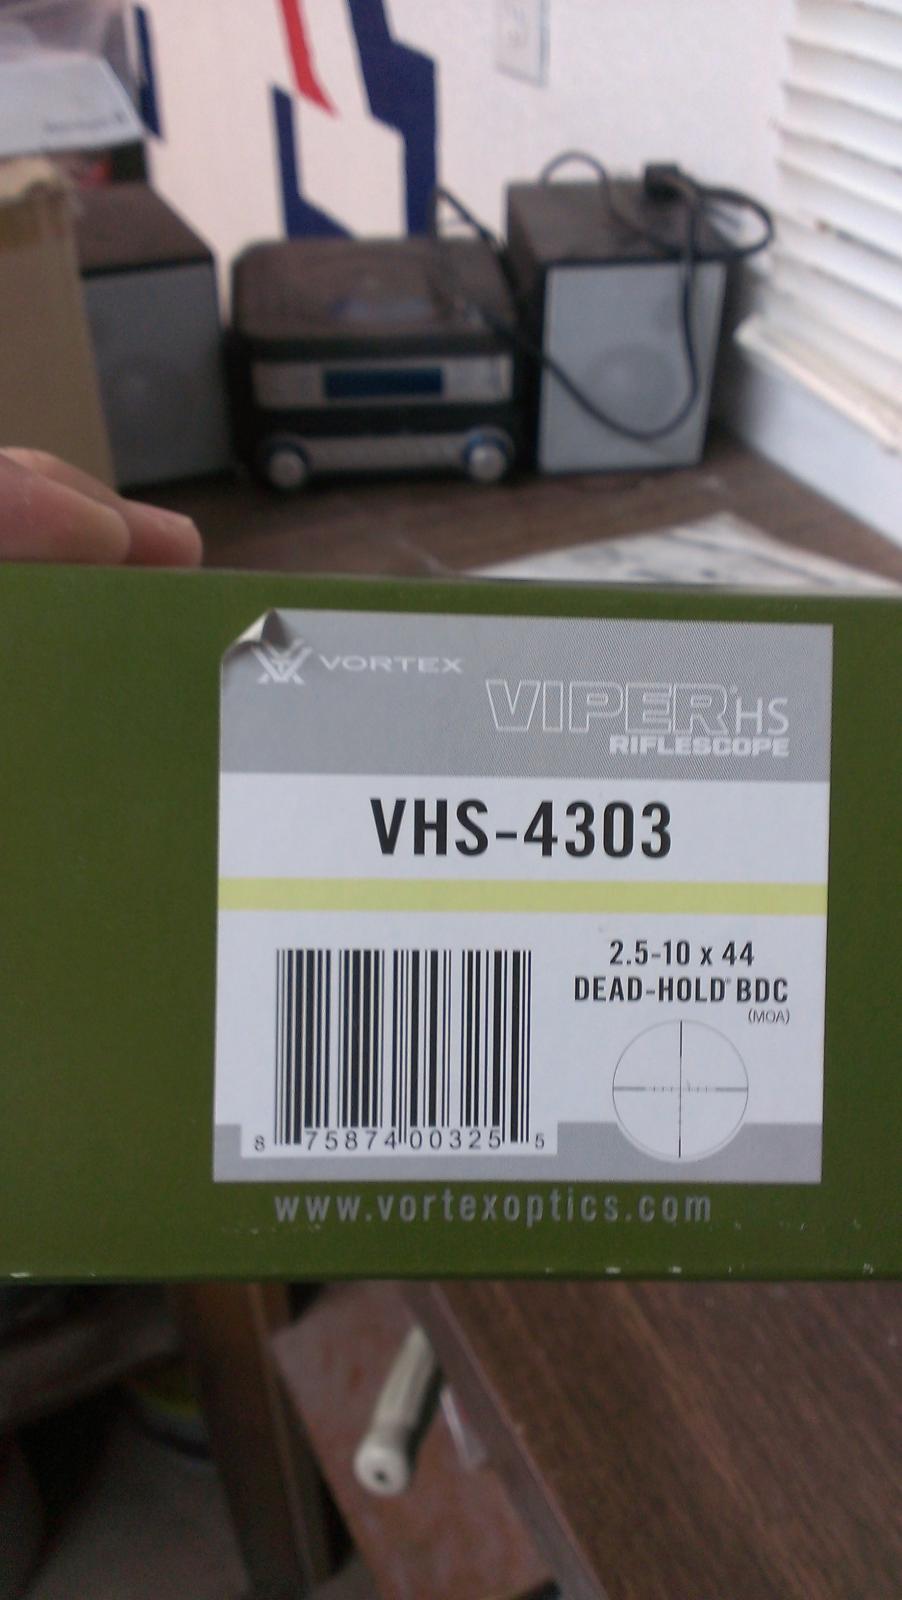 VORTEX
VIPER® HS
RIFLESCOPE
VHS-4303
2.5-10 x 44
DEAD-HOLD® BDC
(MOA)
8 75874 00325 5
www.vortexoptics.com